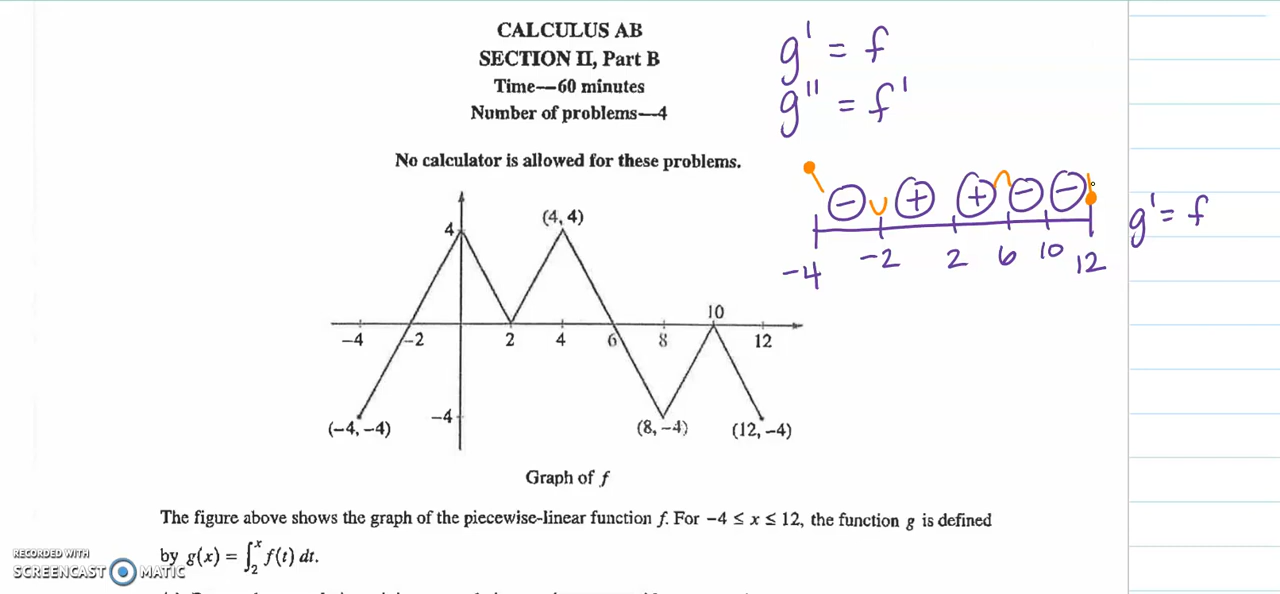 CALCULUS AB
SECTION II, Part B
Time—60 minutes
Number of problems—4
No calculator is allowed for these problems.
g' = f
g'' = f'
− + + − −
-4 -2 2 6 10 12
g' = f
4
(4, 4)
10
−4 −2 2 4 6 8 12
−4
(−4, −4)
(8, −4)
(12, −4)
Graph of f
The figure above shows the graph of the piecewise-linear function f. For −4 ≤ x ≤ 12, the function g is defined
by g(x) = ∫₂ˣ f(t) dt.
RECORDED WITH
SCREENCAST MATIC